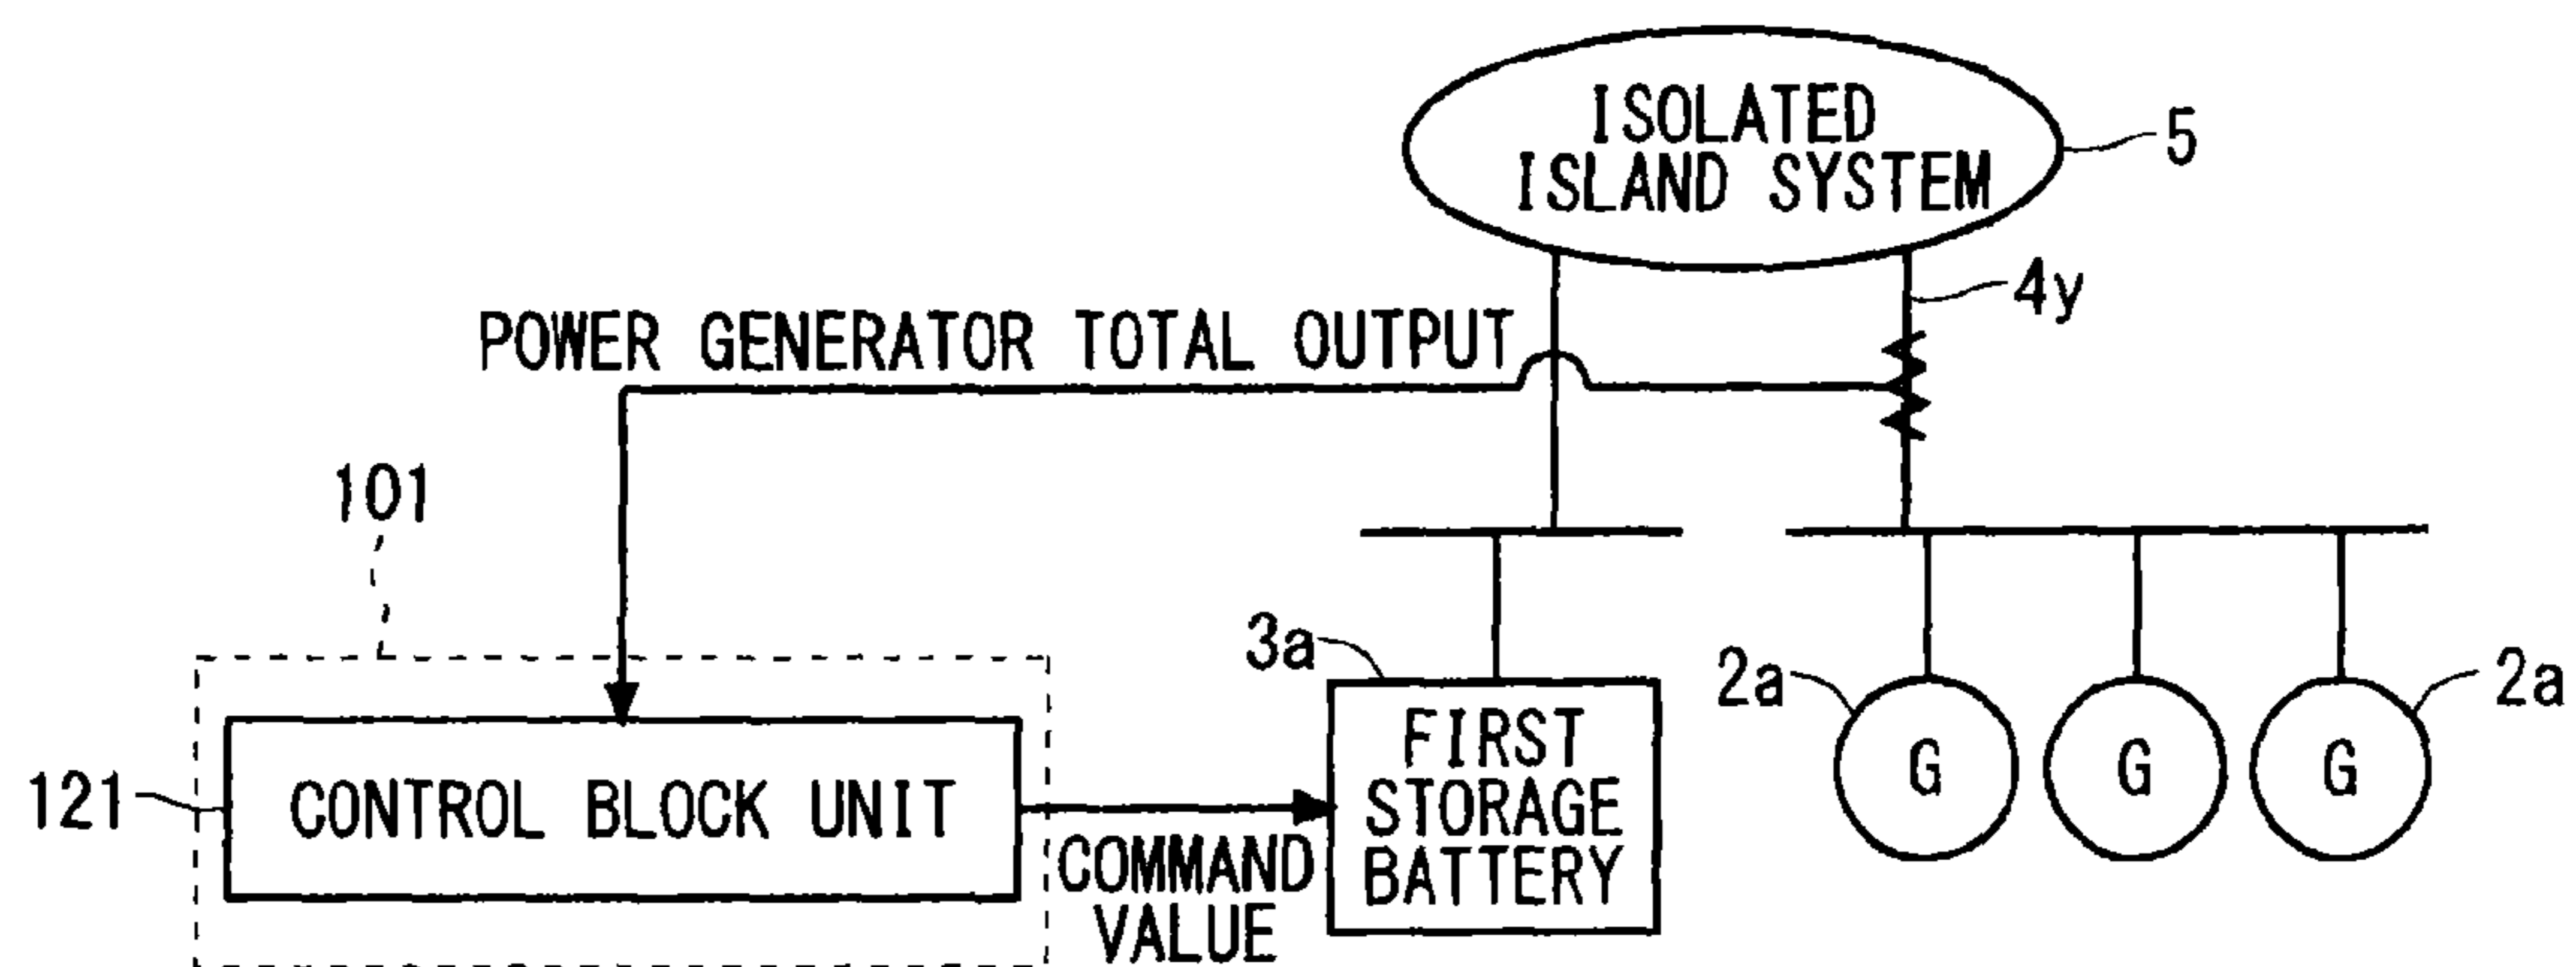 ISOLATED
ISLAND SYSTEM
5
4y
POWER GENERATOR TOTAL OUTPUT
101
3a
2a
2a
121
CONTROL BLOCK UNIT
COMMAND
VALUE
FIRST
STORAGE
BATTERY
G
G
G